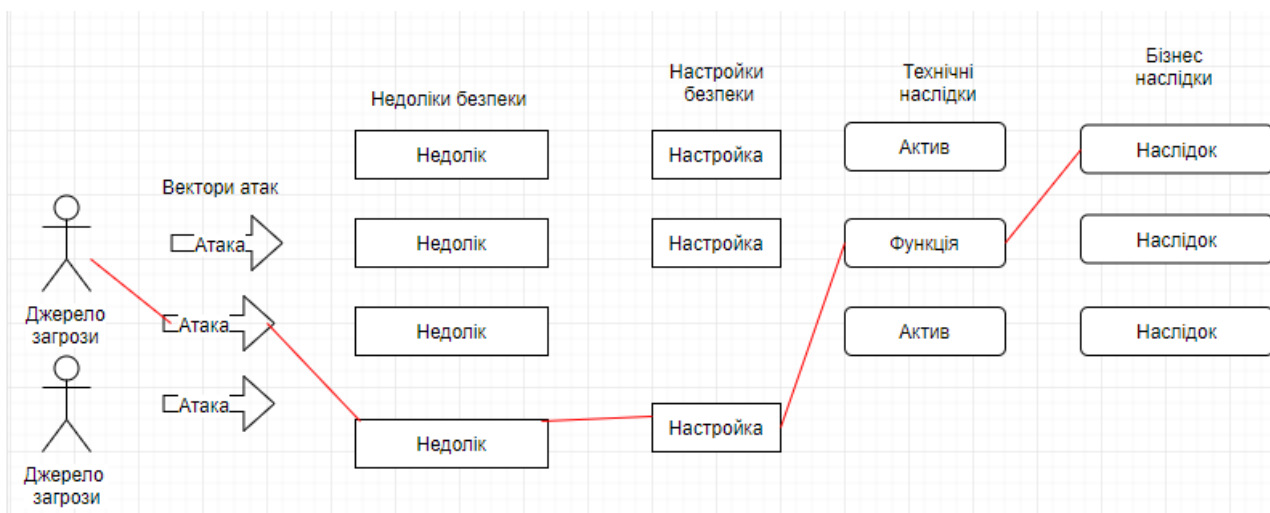 Бізнес
наслідки
Настройки
безпеки
Технічні
наслідки
Недоліки безпеки
Недолік
Настройка
Актив
Наслідок
Вектори атак
Атака
Недолік
Настройка
Функція
Наслідок
Джерело
загрози
Атака
Недолік
Актив
Наслідок
Атака
Недолік
Настройка
Джерело
загрози